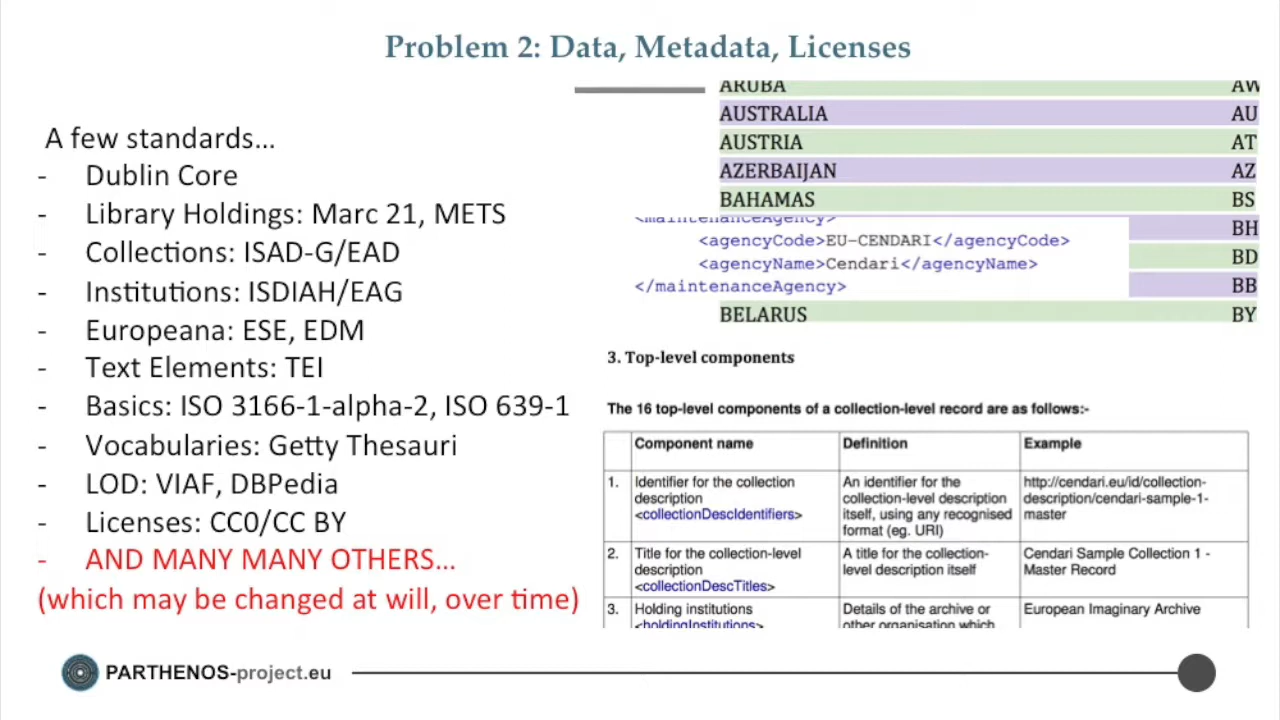 Problem 2: Data, Metadata, Licenses
A few standards…
- Dublin Core
- Library Holdings: Marc 21, METS
- Collections: ISAD-G/EAD
- Institutions: ISDIAH/EAG
- Europeana: ESE, EDM
- Text Elements: TEI
- Basics: ISO 3166-1-alpha-2, ISO 639-1
- Vocabularies: Getty Thesauri
- LOD: VIAF, DBPedia
- Licenses: CC0/CC BY
- AND MANY MANY OTHERS…
(which may be changed at will, over time)
ARUBA AW
AUSTRALIA AU
AUSTRIA AT
AZERBAIJAN AZ
BAHAMAS BS
BH
BD
BB
BELARUS BY
<maintenanceAgency>
<agencyCode>EU-CENDARI</agencyCode>
<agencyName>Cendari</agencyName>
</maintenanceAgency>
3. Top-level components
The 16 top-level components of a collection-level record are as follows:-
Component name Definition Example
1. Identifier for the collection
description
<collectionDescIdentifiers>
An identifier for the
collection-level description
itself, using any recognised
format (eg. URI)
http://cendari.eu/id/collection-
description/cendari-sample-1-
master
2. Title for the collection-level
description
<collectionDescTitles>
A title for the collection-
level description itself
Cendari Sample Collection 1 -
Master Record
3. Holding institutions
<holdingInstitutions>
Details of the archive or
other organisation which
European Imaginary Archive
PARTHENOS-project.eu